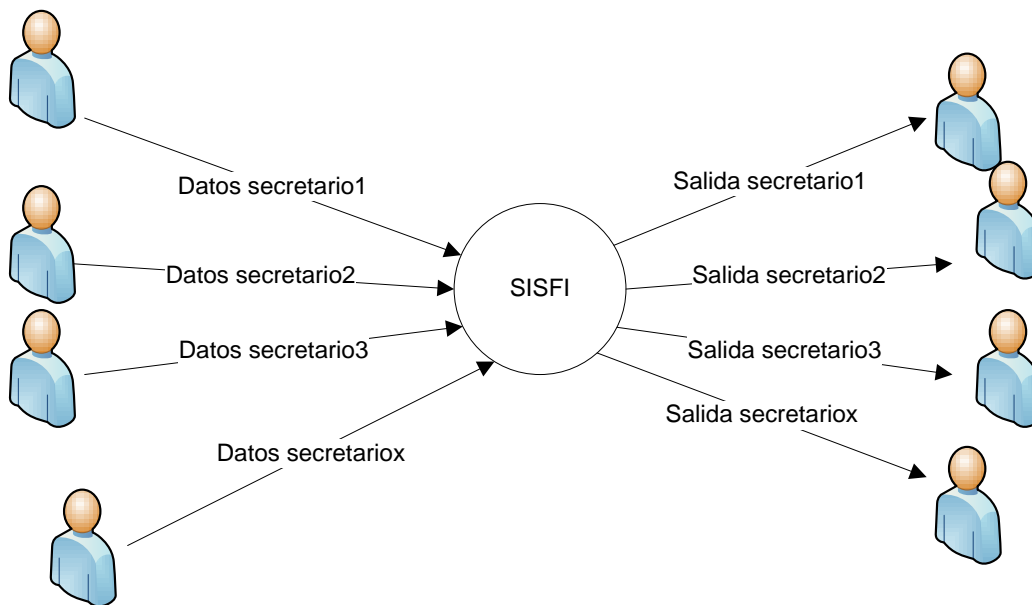 Datos secretario1
Salida secretario1
Datos secretario2
Salida secretario2
SISFI
Datos secretario3
Salida secretario3
Salida secretariox
Datos secretariox